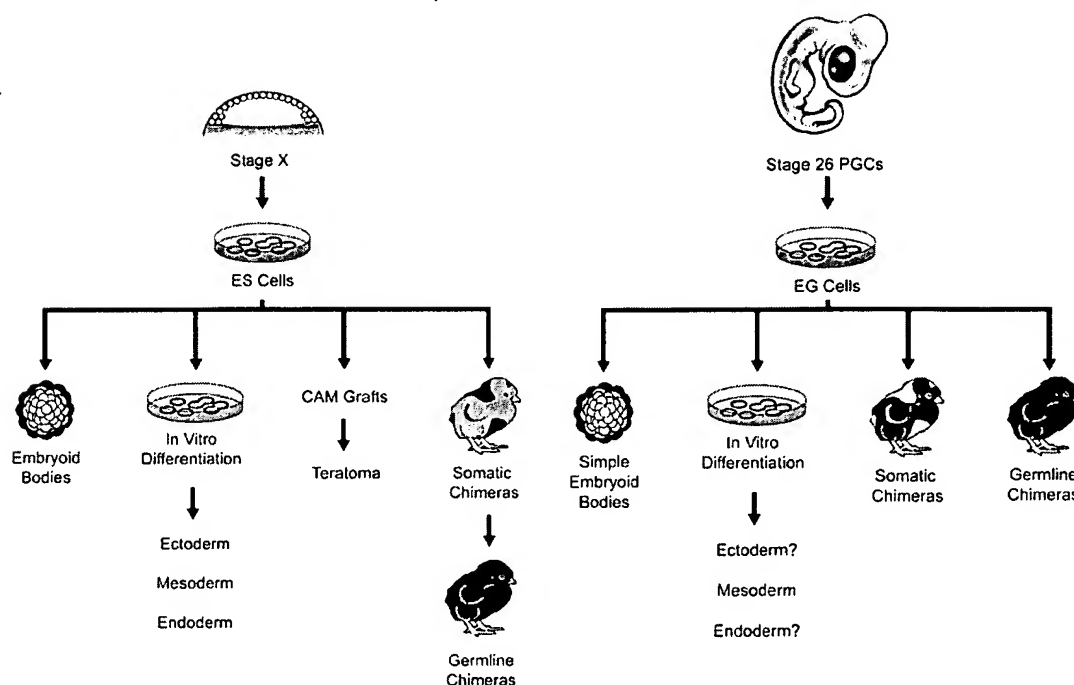 Stage X
ES Cells
Embryoid
Bodies
In Vitro
Differentiation
Ectoderm
Mesoderm
Endoderm
CAM Grafts
Teratoma
Somatic
Chimeras
Germline
Chimeras
Stage 26 PGCs
EG Cells
Simple
Embryoid
Bodies
In Vitro
Differentiation
Ectoderm?
Mesoderm
Endoderm?
Somatic
Chimeras
Germline
Chimeras